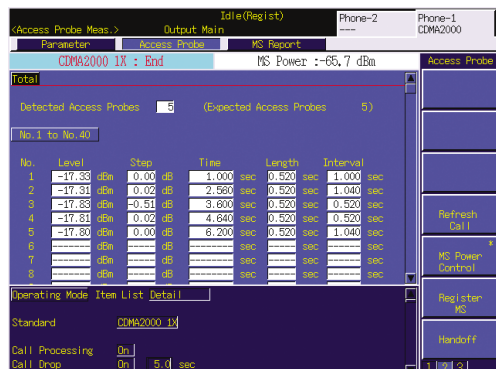 Idle(Regist)
Phone-2
Phone-1
<Access Probe Meas.>
Output Main
---
CDMA2000
Parameter
Access Probe
MS Report
CDMA2000 1X : End
MS Power :-65.7 dBm
Access Probe
Total
Detected Access Probes 5 (Expected Access Probes 5)
No.1 to No.40
No. Level Step Time Length Interval
1 -17.33 dBm 0.00 dB 1.000 sec 0.520 sec 1.000 sec
2 -17.31 dBm 0.02 dB 2.560 sec 0.520 sec 1.040 sec
3 -17.83 dBm -0.51 dB 3.600 sec 0.520 sec 0.520 sec
4 -17.81 dBm 0.02 dB 4.640 sec 0.520 sec 0.520 sec
5 -17.80 dBm 0.00 dB 6.200 sec 0.520 sec 1.040 sec
6 ------ dBm ----- dB ------ sec ----- sec ------ sec
7 ------ dBm ----- dB ------ sec ----- sec ------ sec
8 ------ dBm ----- dB ------ sec ----- sec ------ sec
Refresh
Call
*
MS Power
Control
Register
MS
Handoff
1 2 3
Operating Mode Item List Detail
Standard CDMA2000 1X
Call Processing On
Call Drop On 5.0 sec